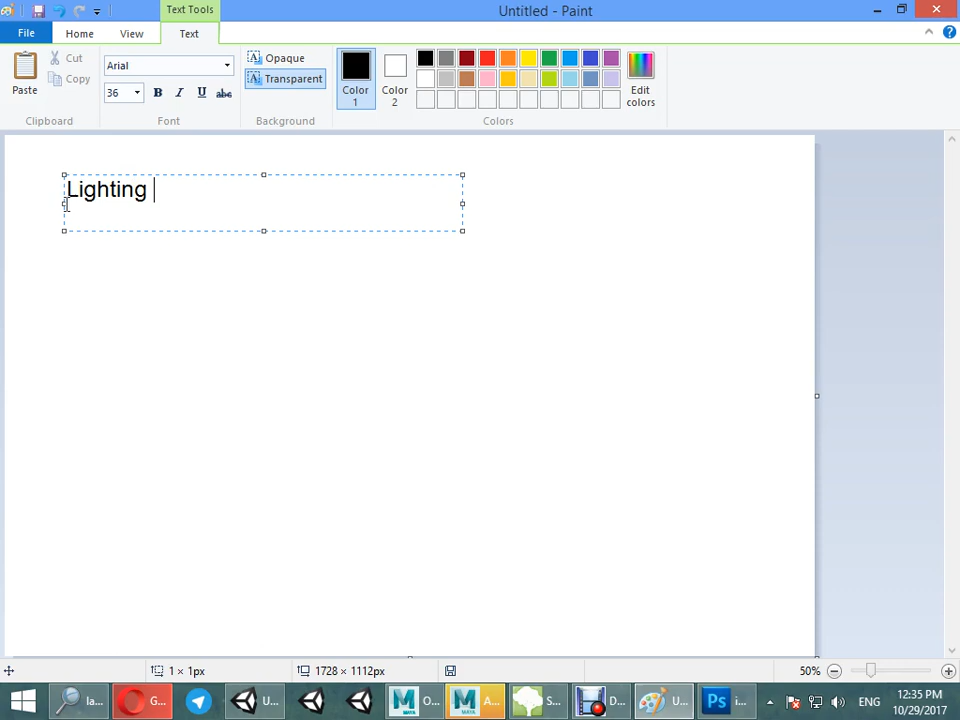 Text Tools
Untitled - Paint
File Home View Text
Paste
Cut
Copy
Clipboard
Arial
36 B I U abc
Font
Opaque
Transparent
Background
Color 1
Color 2
Edit colors
Colors
Lighting
1 × 1px
1728 × 1112px
50%
la...
G...
U...
O...
A...
S...
D...
U...
Ps i...
ENG
12:35 PM
10/29/2017